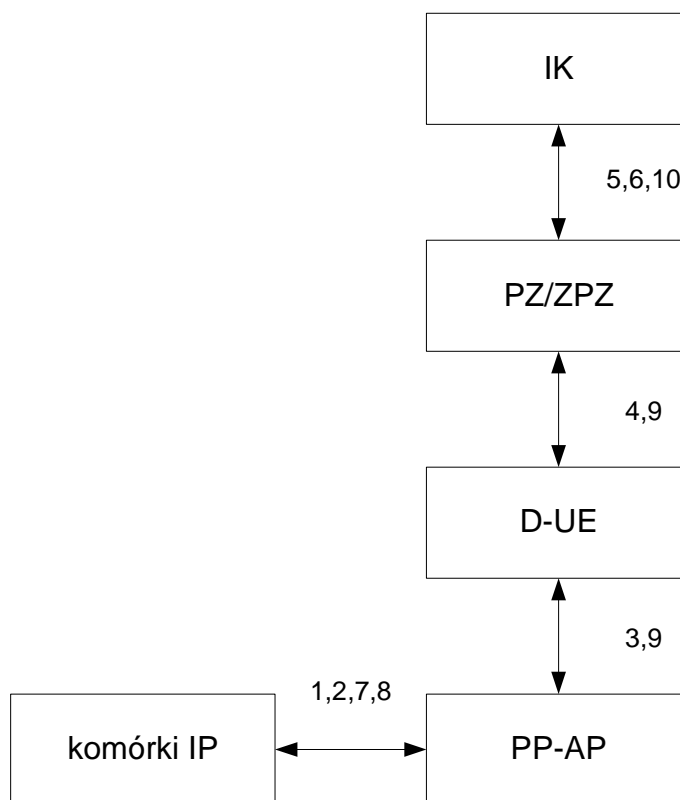 IK
5,6,10
PZ/ZPZ
4,9
D-UE
3,9
1,2,7,8
komórki IP
PP-AP